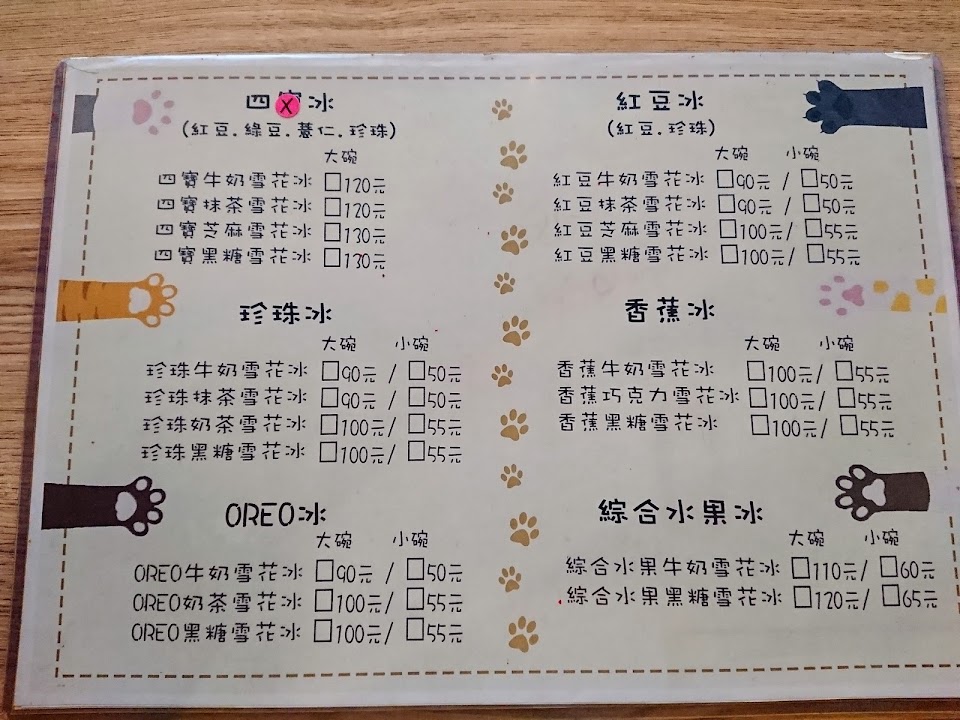 四寶冰
X
(紅豆.綠豆.薏仁.珍珠)
大碗
四寶牛奶雪花冰 □120元
四寶抹茶雪花冰 □120元
四寶芝麻雪花冰 □130元
四寶黑糖雪花冰 □130元
珍珠冰
大碗 小碗
珍珠牛奶雪花冰 □90元 / □50元
珍珠抹茶雪花冰 □90元 / □50元
珍珠奶茶雪花冰 □100元 / □55元
珍珠黑糖雪花冰 □100元 / □55元
OREO冰
大碗 小碗
OREO牛奶雪花冰 □90元 / □50元
OREO奶茶雪花冰 □100元 / □55元
OREO黑糖雪花冰 □100元 / □55元
紅豆冰
(紅豆.珍珠)
大碗 小碗
紅豆牛奶雪花冰 □90元 / □50元
紅豆抹茶雪花冰 □90元 / □50元
紅豆芝麻雪花冰 □100元 / □55元
紅豆黑糖雪花冰 □100元 / □55元
香蕉冰
大碗 小碗
香蕉牛奶雪花冰 □100元 / □55元
香蕉巧克力雪花冰 □100元 / □55元
香蕉黑糖雪花冰 □100元 / □55元
綜合水果冰
大碗 小碗
綜合水果牛奶雪花冰 □110元 / □60元
綜合水果黑糖雪花冰 □120元 / □65元